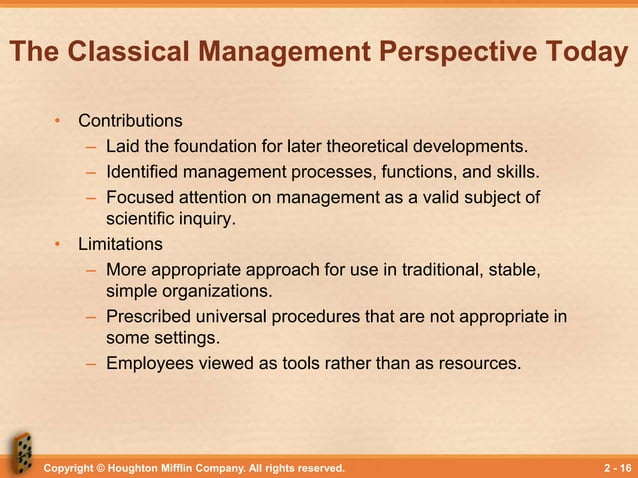 The Classical Management Perspective Today
• Contributions
– Laid the foundation for later theoretical developments.
– Identified management processes, functions, and skills.
– Focused attention on management as a valid subject of
scientific inquiry.
• Limitations
– More appropriate approach for use in traditional, stable,
simple organizations.
– Prescribed universal procedures that are not appropriate in
some settings.
– Employees viewed as tools rather than as resources.
Copyright © Houghton Mifflin Company. All rights reserved.
2 - 16